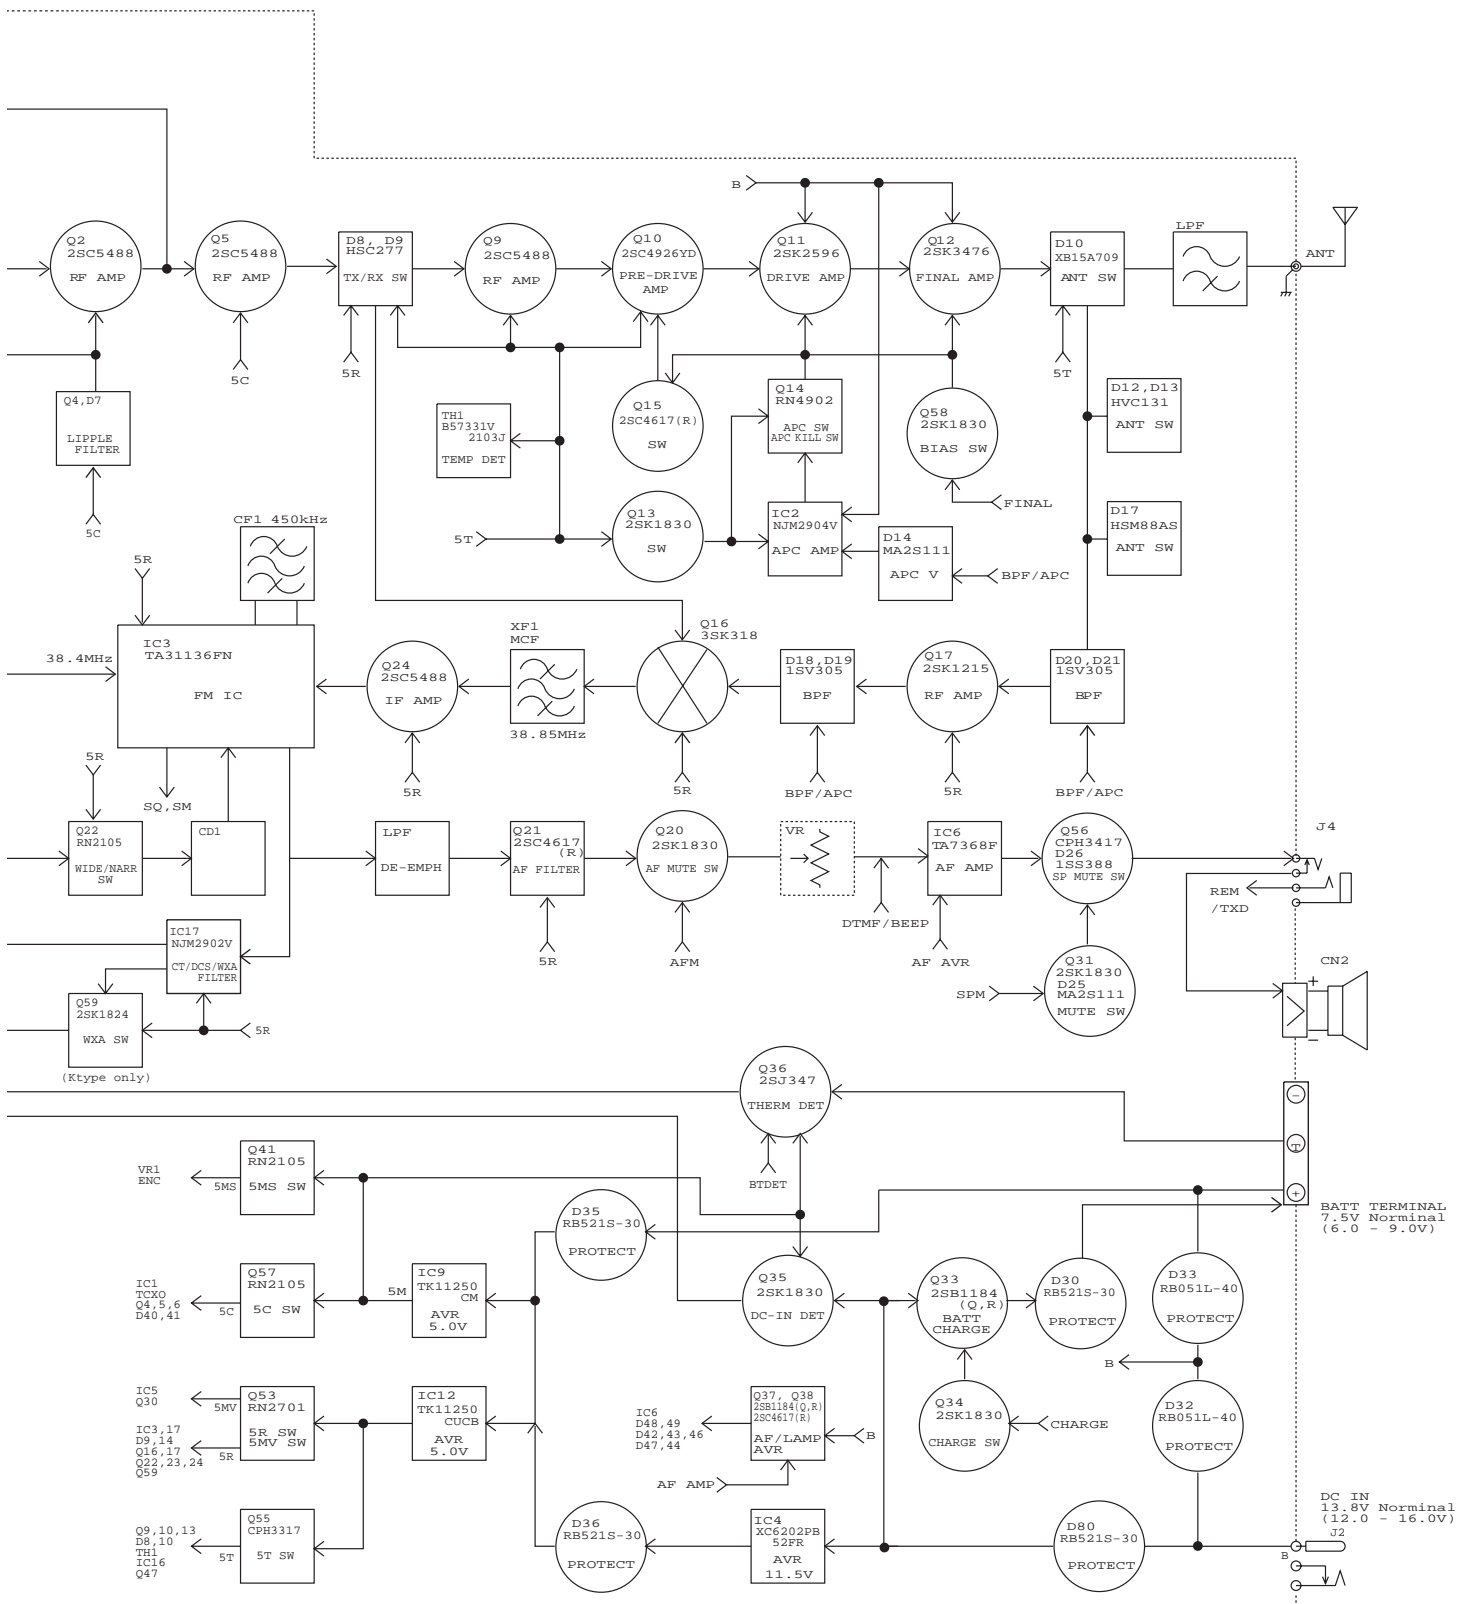 B
ANT
LPF
Q2
2SC5488
RF AMP
Q5
2SC5488
RF AMP
D8, D9
HSC277
TX/RX SW
Q9
2SC5488
RF AMP
Q10
2SC4926YD
PRE-DRIVE
AMP
Q11
2SK2596
DRIVE AMP
Q12
2SK3476
FINAL AMP
D10
XB15A709
ANT SW
5C
5R
5T
Q4,D7
LIPPLE
FILTER
5C
TH1
B57331V
2103J
TEMP DET
Q15
2SC4617(R)
SW
Q14
RN4902
APC SW
APC KILL SW
Q58
2SK1830
BIAS SW
FINAL
D12,D13
HVC131
ANT SW
5T
Q13
2SK1830
SW
IC2
NJM2904V
APC AMP
D14
MA2S111
APC V
BPF/APC
D17
HSM88AS
ANT SW
CF1 450kHz
5R
38.4MHz
IC3
TA31136FN
FM IC
Q24
2SC5488
IF AMP
XF1
MCF
38.85MHz
Q16
3SK318
D18,D19
1SV305
BPF
Q17
2SK1215
RF AMP
D20,D21
1SV305
BPF
5R
5R
BPF/APC
5R
BPF/APC
5R
SQ,SM
Q22
RN2105
WIDE/NARR
SW
CD1
LPF
DE-EMPH
Q21
2SC4617
(R)
AF FILTER
Q20
2SK1830
AF MUTE SW
VR
IC6
TA7368F
AF AMP
Q56
CPH3417
D26
1SS388
SP MUTE SW
J4
REM
/TXD
DTMF/BEEP
5R
AFM
AF AVR
IC17
NJM2902V
CT/DCS/WXA
FILTER
Q59
2SK1824
WXA SW
5R
(Ktype only)
SPM
Q31
2SK1830
D25
MA2S111
MUTE SW
CN2
+
-
Q36
2SJ347
THERM DET
BTDET
-
T
+
BATT TERMINAL
7.5V Norminal
(6.0 - 9.0V)
VR1
ENC
5MS
Q41
RN2105
5MS SW
D35
RB521S-30
PROTECT
IC1
TCXO
Q4,5,6
D40,41
5C
Q57
RN2105
5C SW
5M
IC9
TK11250
CM
AVR
5.0V
Q35
2SK1830
DC-IN DET
Q33
2SB1184
(Q,R)
BATT
CHARGE
D30
RB521S-30
PROTECT
D33
RB051L-40
PROTECT
B
IC5
Q30
5MV
IC3,17
D9,14
Q16,17
Q22,23,24
Q59
5R
Q53
RN2701
5R SW
5MV SW
IC12
TK11250
CUCB
AVR
5.0V
IC6
D48,49
D42,43,46
D47,44
Q37, Q38
2SB1184(Q,R)
2SC4617(R)
AF/LAMP
AVR
B
AF AMP
Q34
2SK1830
CHARGE SW
CHARGE
D32
RB051L-40
PROTECT
Q9,10,13
D8,10
TH1
IC16
Q47
5T
Q55
CPH3317
5T SW
D36
RB521S-30
PROTECT
IC4
XC6202PB
52FR
AVR
11.5V
D80
RB521S-30
PROTECT
DC IN
13.8V Norminal
(12.0 - 16.0V)
J2
B